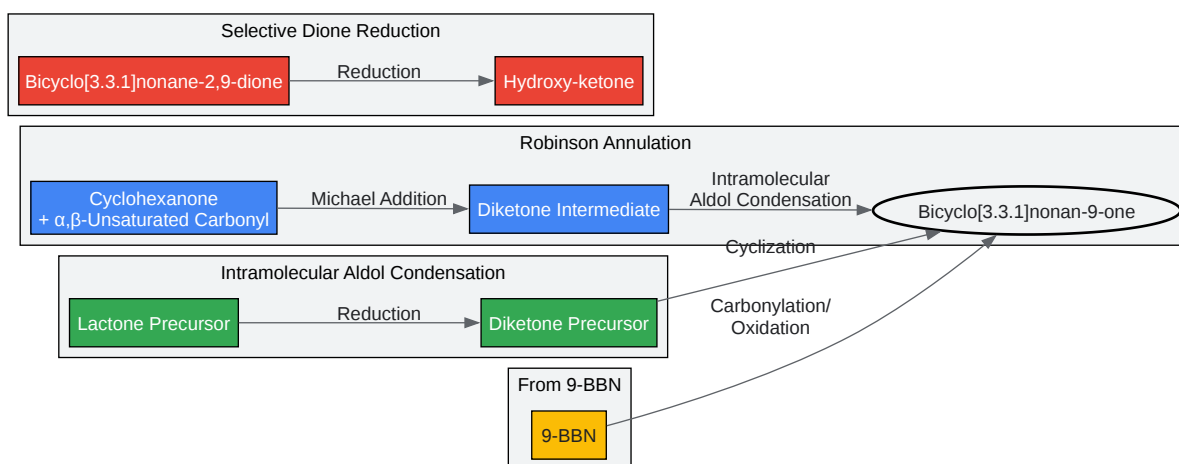 Selective Dione Reduction
Bicyclo[3.3.1]nonane-2,9-dione
Reduction
Hydroxy-ketone
Robinson Annulation
Cyclohexanone
+ α,β-Unsaturated Carbonyl
Michael Addition
Diketone Intermediate
Intramolecular
Aldol Condensation
Bicyclo[3.3.1]nonan-9-one
Intramolecular Aldol Condensation
Lactone Precursor
Reduction
Diketone Precursor
Cyclization
Carbonylation/
Oxidation
From 9-BBN
9-BBN